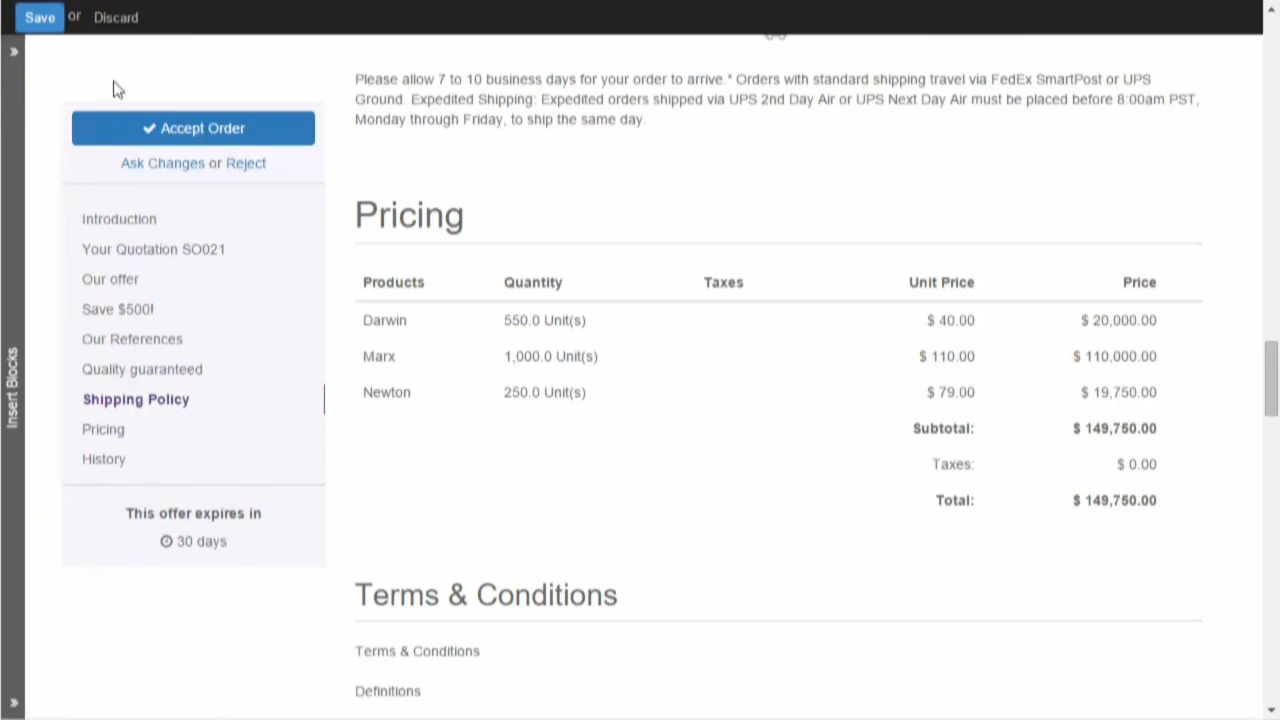 Save or Discard
Insert Blocks
Accept Order
Ask Changes or Reject
Introduction
Your Quotation SO021
Our offer
Save $500!
Our References
Quality guaranteed
Shipping Policy
Pricing
History
This offer expires in
30 days
Please allow 7 to 10 business days for your order to arrive.* Orders with standard shipping travel via FedEx SmartPost or UPS
Ground. Expedited Shipping: Expedited orders shipped via UPS 2nd Day Air or UPS Next Day Air must be placed before 8:00am PST,
Monday through Friday, to ship the same day.
Pricing
Products Quantity Taxes Unit Price Price
Darwin 550.0 Unit(s) $ 40.00 $ 20,000.00
Marx 1,000.0 Unit(s) $ 110.00 $ 110,000.00
Newton 250.0 Unit(s) $ 79.00 $ 19,750.00
Subtotal: $ 149,750.00
Taxes: $ 0.00
Total: $ 149,750.00
Terms & Conditions
Terms & Conditions
Definitions